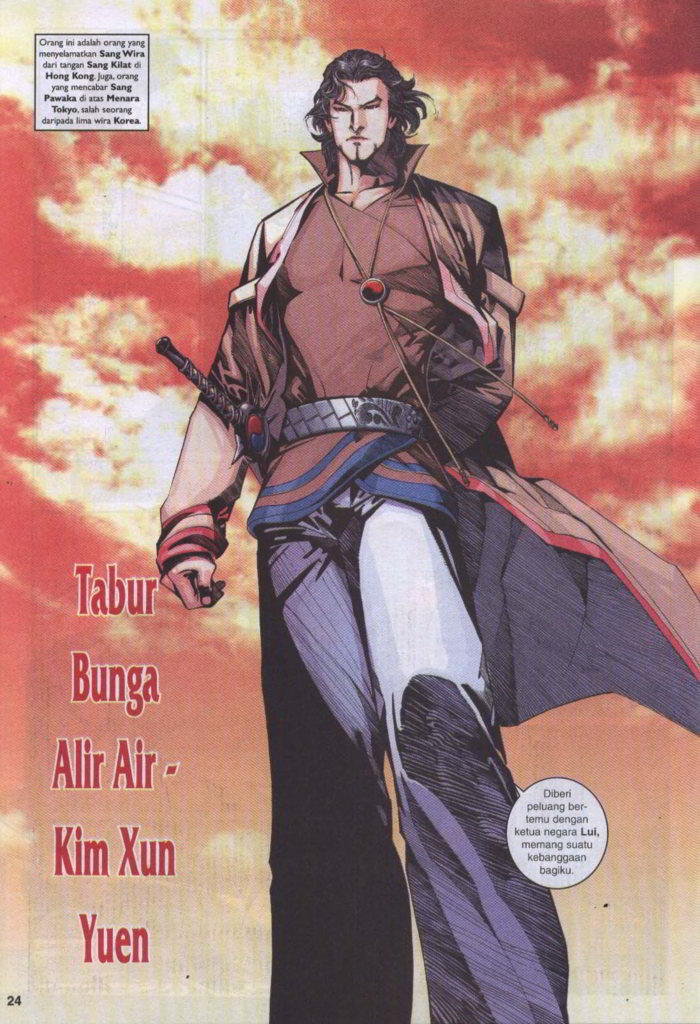 Orang ini adalah orang yang
menyelamatkan Sang Wira
dari tangan Sang Kilat di
Hong Kong. Juga, orang
yang mencabar Sang
Pawaka di atas Menara
Tokyo, salah seorang
daripada lima wira Korea.
Tabur
Bunga
Alir Air -
Kim Xun
Yuen
Diberi
peluang ber-
temu dengan
ketua negara Lui,
memang suatu
kebanggaan
bagiku.
24